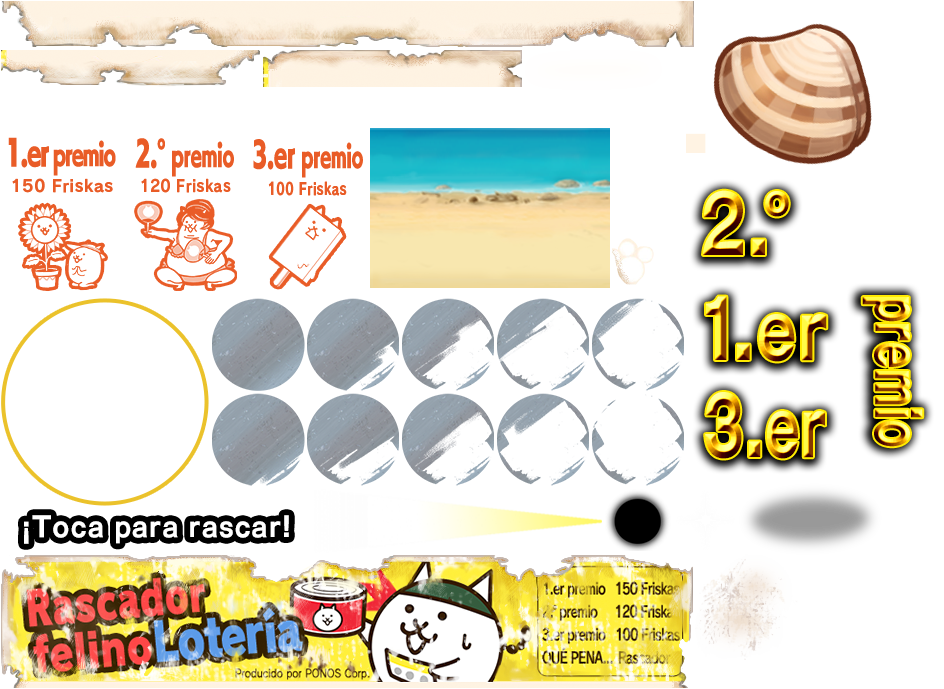 1.er premio
150 Friskas
2.º premio
120 Friskas
3.er premio
100 Friskas
2.º
1.er
3.er
premio
¡Toca para rascar!
Rascador
felino Lotería
Producido por PONOS Corp.
1.er premio 150 Friskas
2.º premio 120 Friskas
3.er premio 100 Friskas
QUÉ PENA... Rascador